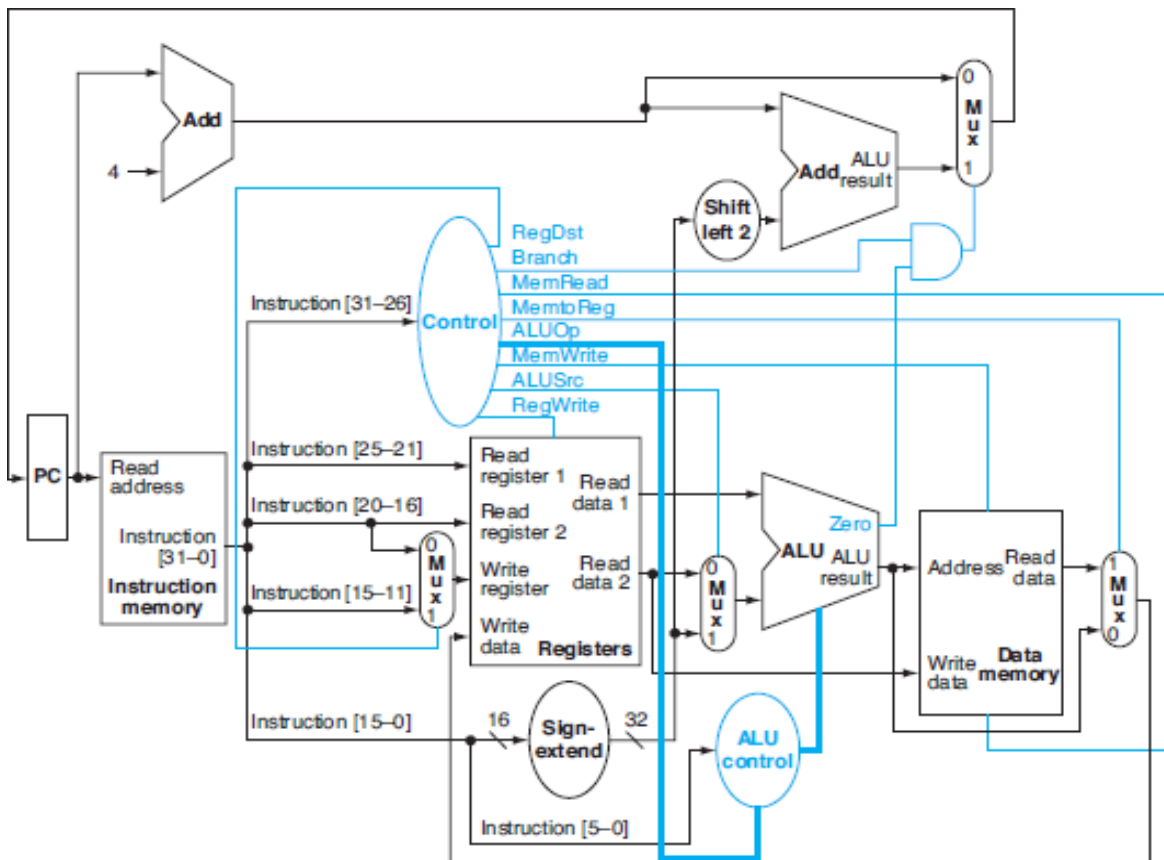 Add
4
0
M
u
x
1
Add
ALU
result
Shift
left 2
RegDst
Branch
MemRead
MemtoReg
ALUOp
MemWrite
ALUSrc
RegWrite
Control
Instruction [31–26]
PC
Read
address
Instruction
[31–0]
Instruction
memory
Instruction [25–21]
Instruction [20–16]
Instruction [15–11]
0
M
u
x
1
Read
register 1
Read
register 2
Write
register
Write
data
Read
data 1
Read
data 2
Registers
0
M
u
x
1
Zero
ALU
ALU
result
Address
Read
data
Write
data
Data
memory
1
M
u
x
0
Instruction [15–0]
16
Sign-
extend
32
ALU
control
Instruction [5–0]